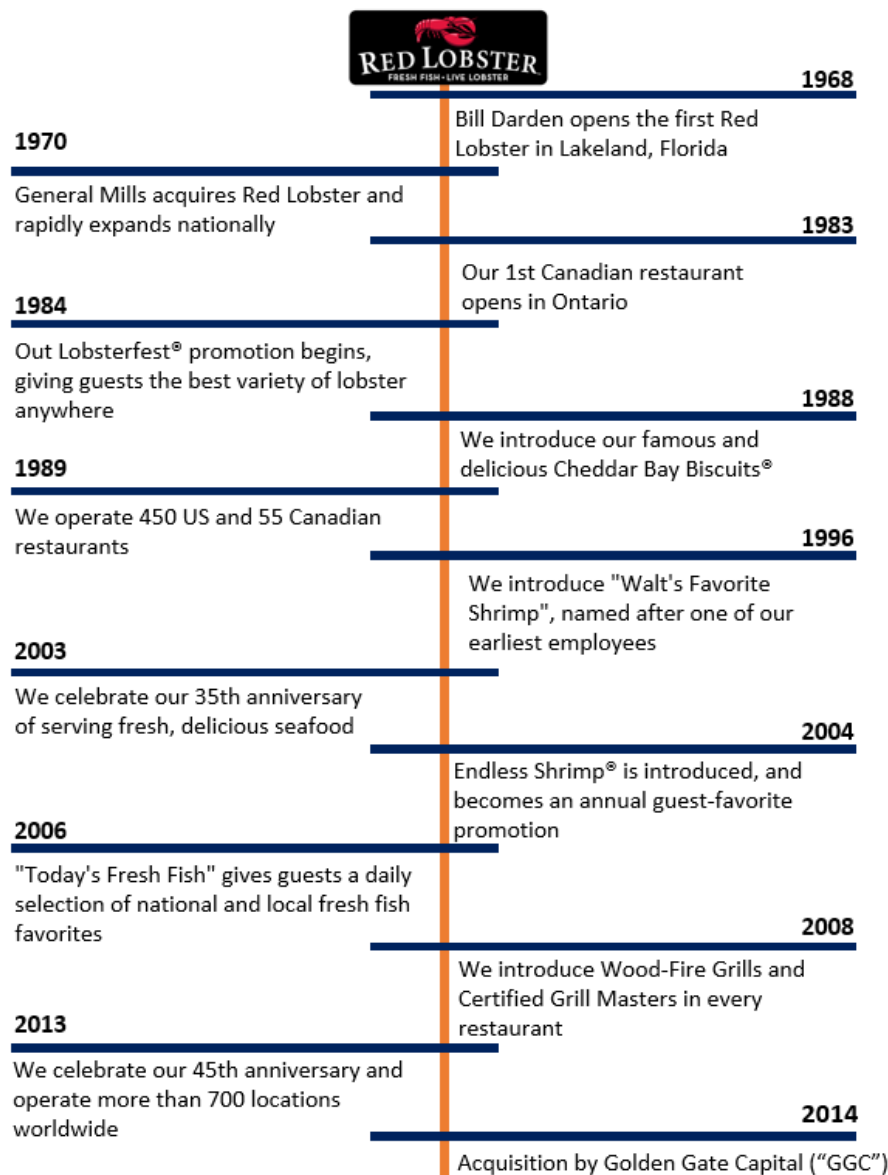 RED LOBSTER
FRESH FISH • LIVE LOBSTER
1968
Bill Darden opens the first Red
Lobster in Lakeland, Florida
1970
General Mills acquires Red Lobster and
rapidly expands nationally
1983
Our 1st Canadian restaurant
opens in Ontario
1984
Out Lobsterfest® promotion begins,
giving guests the best variety of lobster
anywhere
1988
We introduce our famous and
delicious Cheddar Bay Biscuits®
1989
We operate 450 US and 55 Canadian
restaurants
1996
We introduce "Walt's Favorite
Shrimp", named after one of our
earliest employees
2003
We celebrate our 35th anniversary
of serving fresh, delicious seafood
2004
Endless Shrimp® is introduced, and
becomes an annual guest-favorite
promotion
2006
"Today's Fresh Fish" gives guests a daily
selection of national and local fresh fish
favorites
2008
We introduce Wood-Fire Grills and
Certified Grill Masters in every
restaurant
2013
We celebrate our 45th anniversary and
operate more than 700 locations
worldwide
2014
Acquisition by Golden Gate Capital (“GGC”)